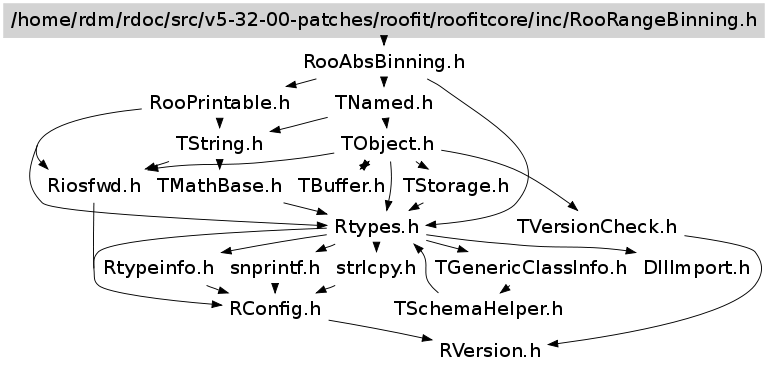 /home/rdm/rdoc/src/v5-32-00-patches/roofit/roofitcore/inc/RooRangeBinning.h
RooAbsBinning.h
RooPrintable.h TNamed.h
TString.h TObject.h
Riosfwd.h TMathBase.h TBuffer.h TStorage.h
Rtypes.h TVersionCheck.h
Rtypeinfo.h snprintf.h strlcpy.h TGenericClassInfo.h DllImport.h
RConfig.h TSchemaHelper.h
RVersion.h